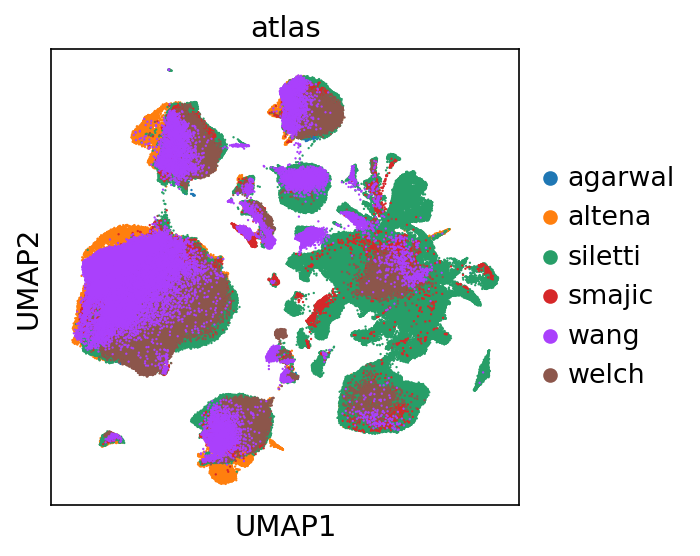 atlas
UMAP2
UMAP1
agarwal
altena
siletti
smajic
wang
welch